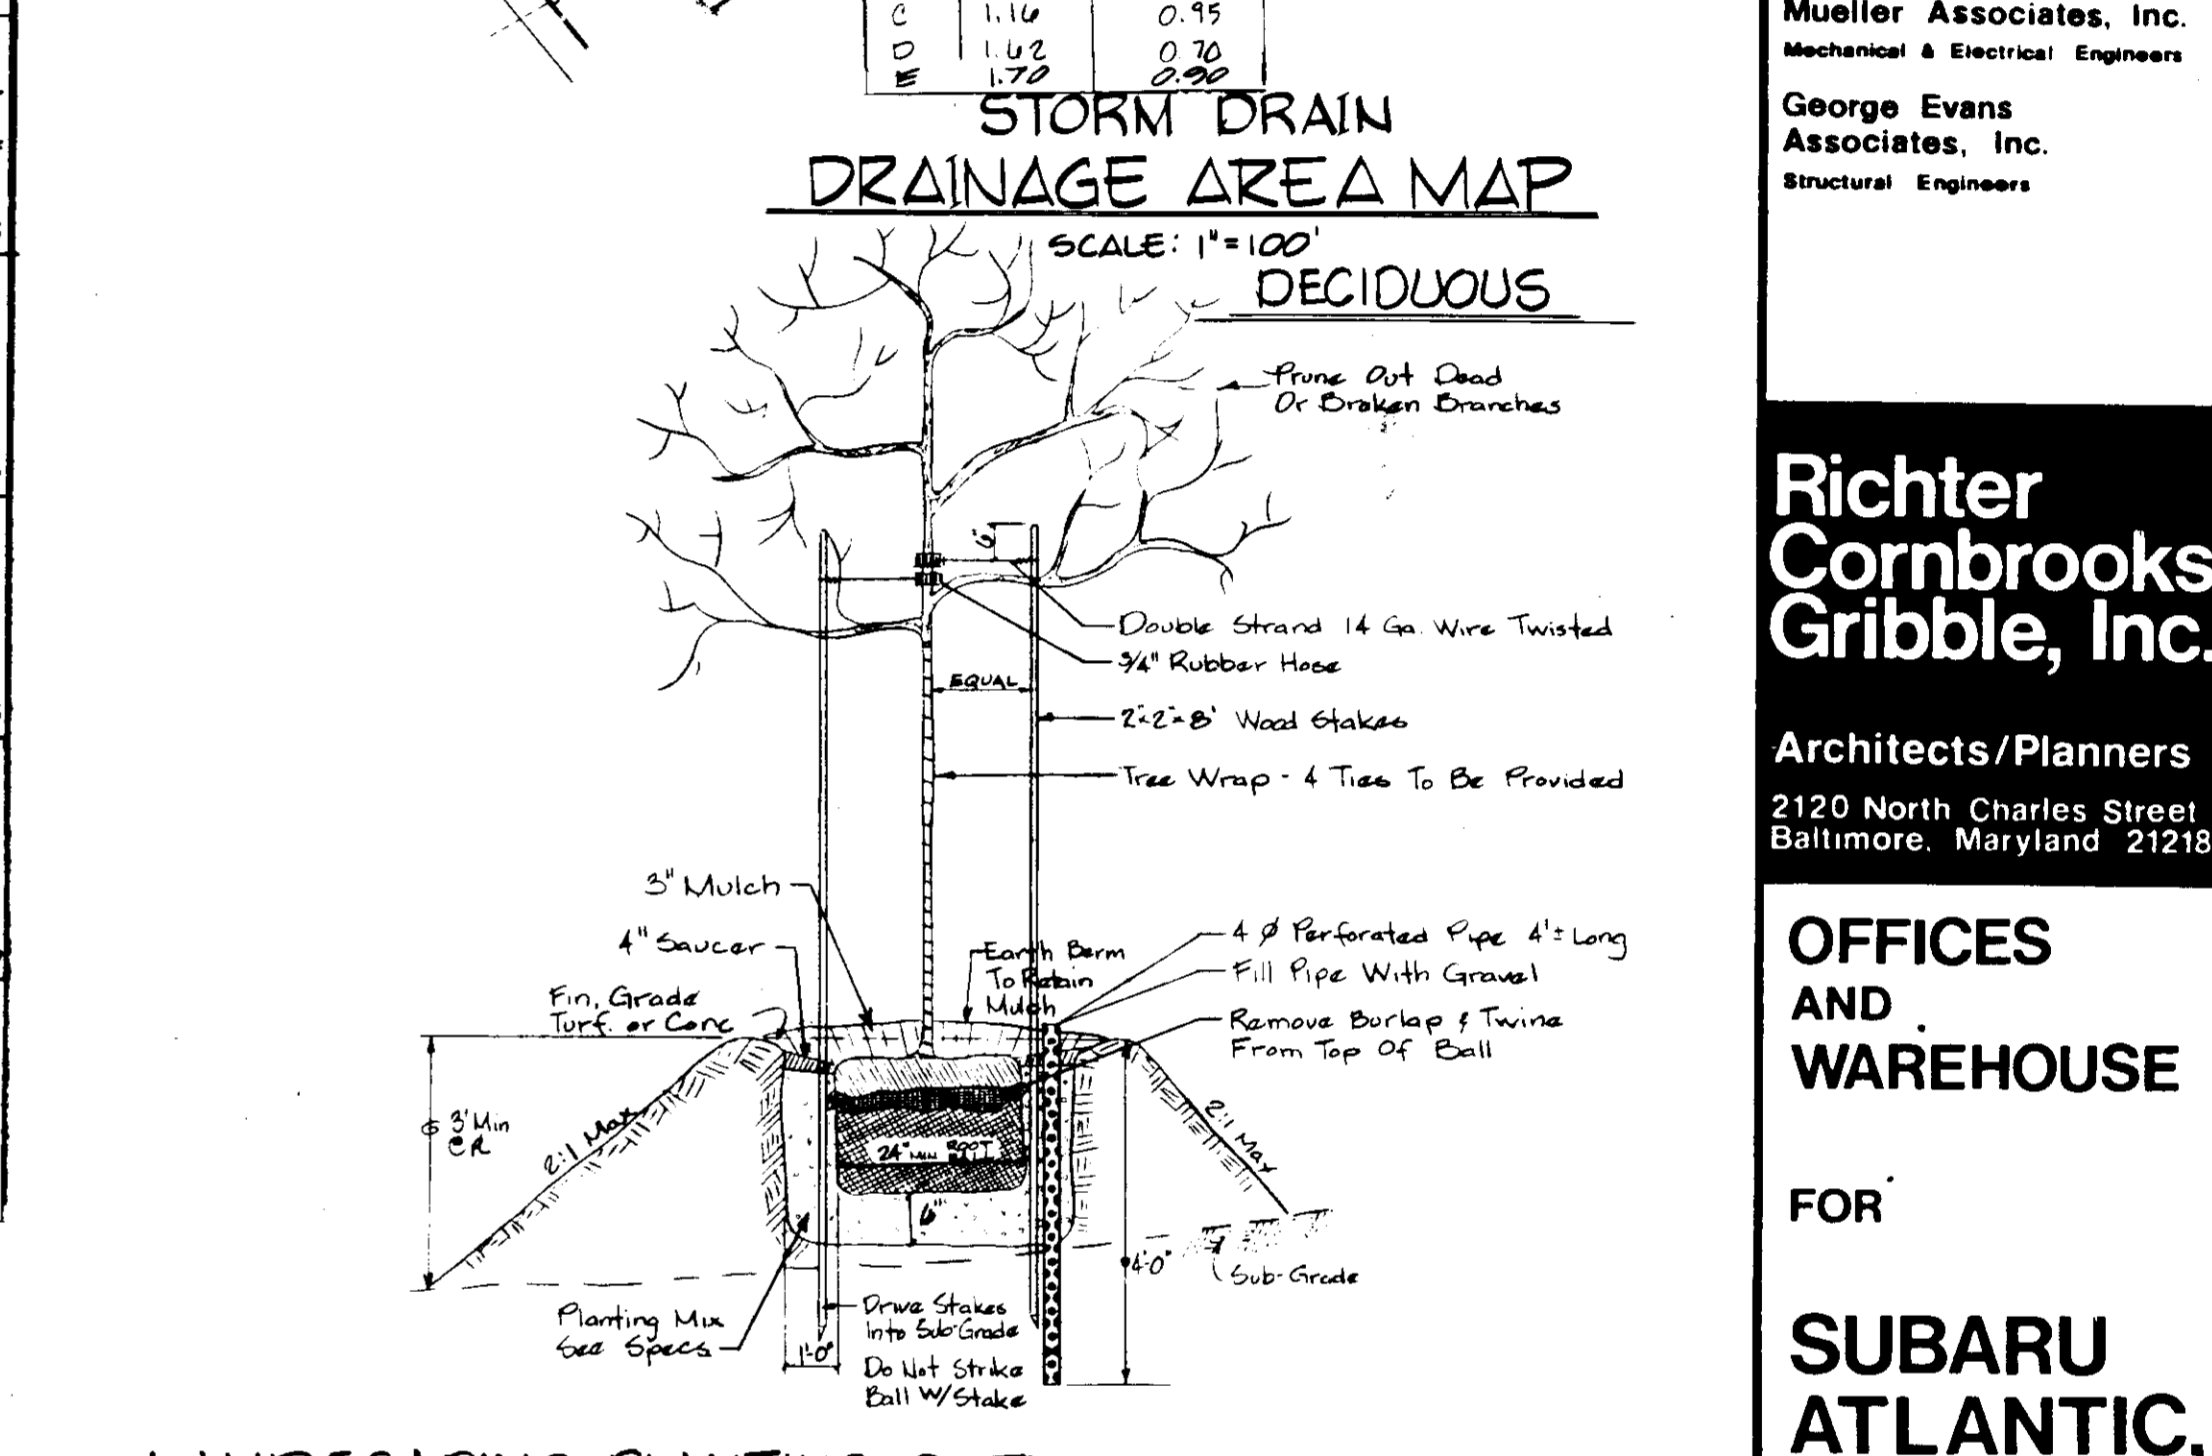 C 1.16 0.95
D 1.62 0.70
E 1.70 0.90
STORM DRAIN
DRAINAGE AREA MAP
SCALE: 1"=100'
DECIDUOUS
Prune Out Dead
Or Broken Branches
6"
Double Strand 14 Ga. Wire Twisted
3/4" Rubber Hose
EQUAL
2"x2"x8' Wood Stakes
Tree Wrap - 4 Ties To Be Provided
3" Mulch
4" Saucer
Earth Berm
To Retain
Mulch
4 Ø Perforated Pipe 4'± Long
Fill Pipe With Gravel
Fin. Grade
Turf. or Conc
Remove Burlap & Twine
From Top Of Ball
3' Min
2:1 Max
24" MIN ROOT
BALL
2:1 Max
6"
4'-0"
Sub-Grade
Planting Mix
See Specs
Drive Stakes
Into Sub-Grade
1'-0"
Do Not Strike
Ball W/Stake
Mueller Associates, Inc.
Mechanical & Electrical Engineers
George Evans
Associates, Inc.
Structural Engineers
Richter
Cornbrooks
Gribble, Inc.
Architects/Planners
2120 North Charles Street
Baltimore, Maryland 21218
OFFICES
AND
WAREHOUSE
FOR
SUBARU
ATLANTIC,